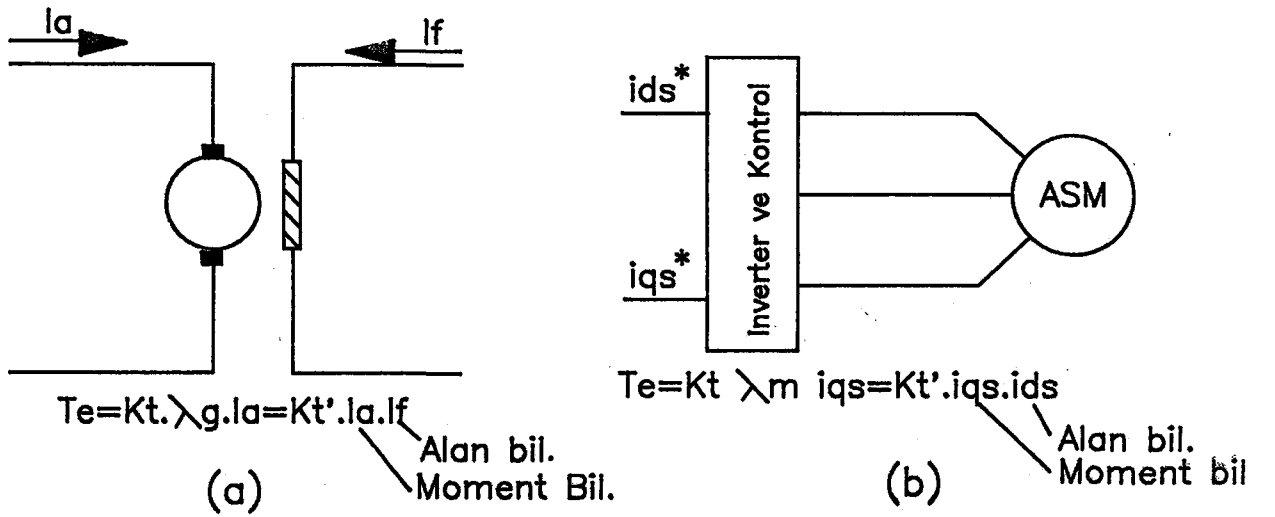 Ia
If
Te=Kt.λg.Ia=Kt'.Ia.If
Alan bil.
Moment Bil.
(a)
ids*
iqs*
Inverter ve Kontrol
ASM
Te=Kt λm iqs=Kt'.iqs.ids
Alan bil.
Moment bil
(b)